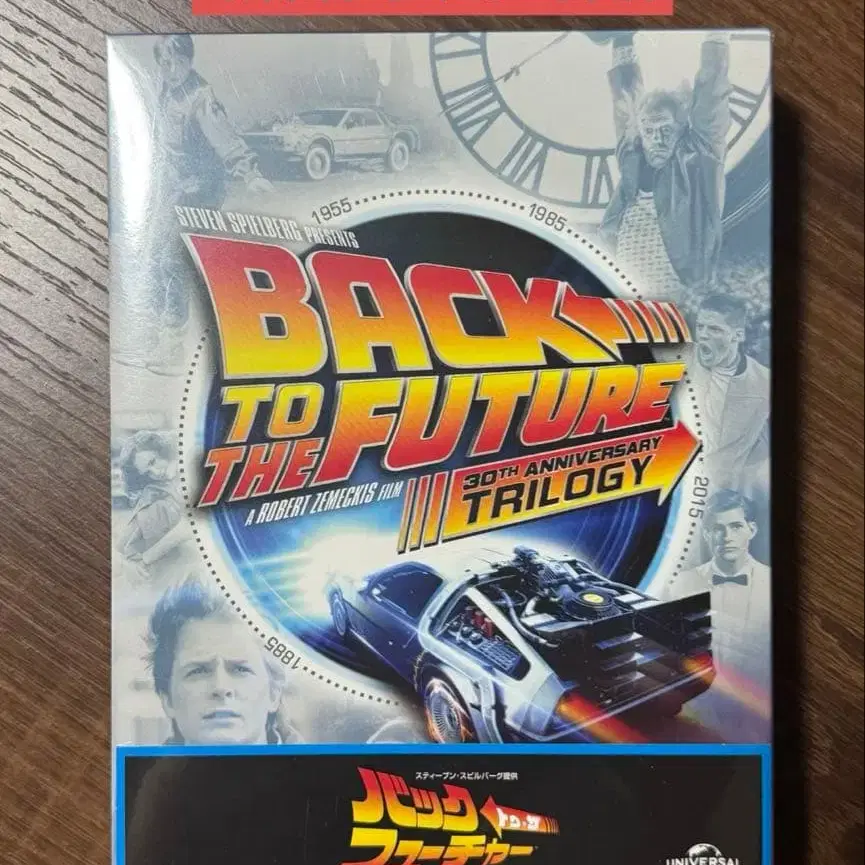 1955
1985
STEVEN SPIELBERG PRESENTS
BACK
TO
THE FUTURE
30TH ANNIVERSARY
TRILOGY
A ROBERT ZEMECKIS FILM
2015
1885
スティーブン・スピルバーグ提供
バック
トゥ・ザ
フューチャー
UNIVERSAL